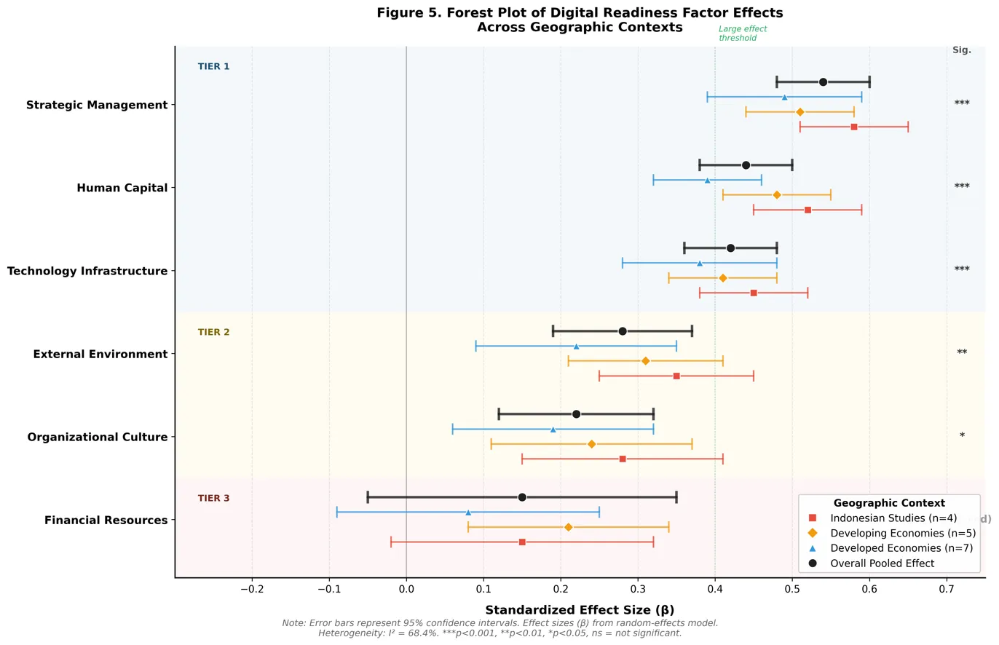 Figure 5. Forest Plot of Digital Readiness Factor Effects
Across Geographic Contexts
Large effect
threshold
Sig.
TIER 1
Strategic Management
***
Human Capital
***
Technology Infrastructure
***
TIER 2
External Environment
**
Organizational Culture
*
TIER 3
Financial Resources
Geographic Context
Indonesian Studies (n=4)
Developing Economies (n=5)
Developed Economies (n=7)
Overall Pooled Effect
−0.2 −0.1 0.0 0.1 0.2 0.3 0.4 0.5 0.6 0.7
Standardized Effect Size (β)
Note: Error bars represent 95% confidence intervals. Effect sizes (β) from random-effects model.
Heterogeneity: I² = 68.4%. ***p<0.001, **p<0.01, *p<0.05, ns = not significant.